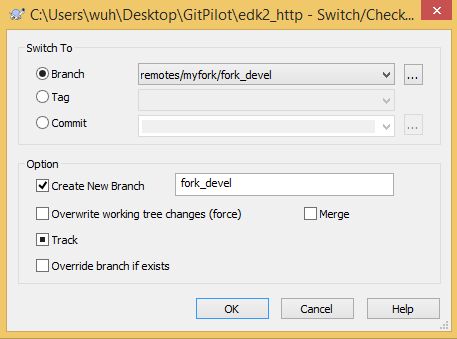 C:\Users\wuh\Desktop\GitPilot\edk2_http - Switch/Check...
Switch To
Branch
remotes/myfork/fork_devel
...
Tag
Commit
...
Option
Create New Branch
fork_devel
Overwrite working tree changes (force)
Merge
Track
Override branch if exists
OK
Cancel
Help